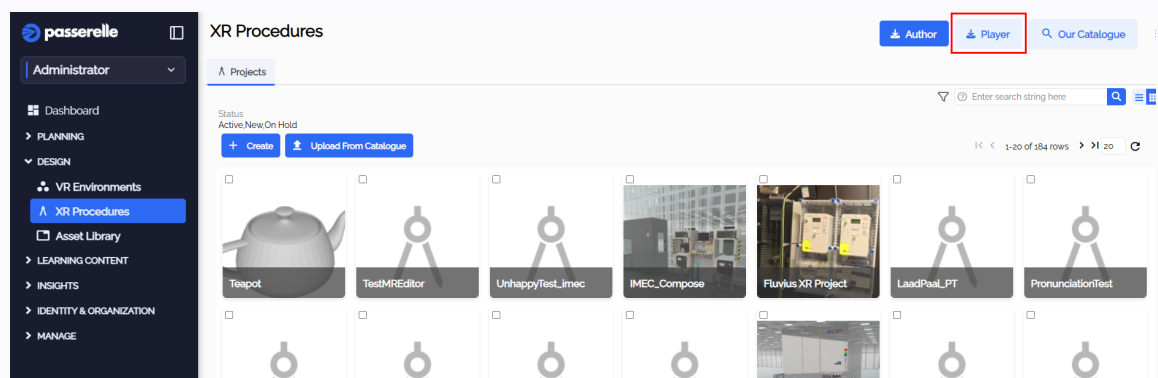 passerelle
Administrator
Dashboard
PLANNING
DESIGN
VR Environments
XR Procedures
Asset Library
LEARNING CONTENT
INSIGHTS
IDENTITY & ORGANIZATION
MANAGE
XR Procedures
Author
Player
Our Catalogue
Projects
Enter search string here
Status
Active,New,On Hold
+ Create
Upload From Catalogue
1-20 of 184 rows
20
Teapot
TestMREditor
UnhappyTest_imec
IMEC_Compose
Fluvius XR Project
LaadPaal_PT
PronunciationTest